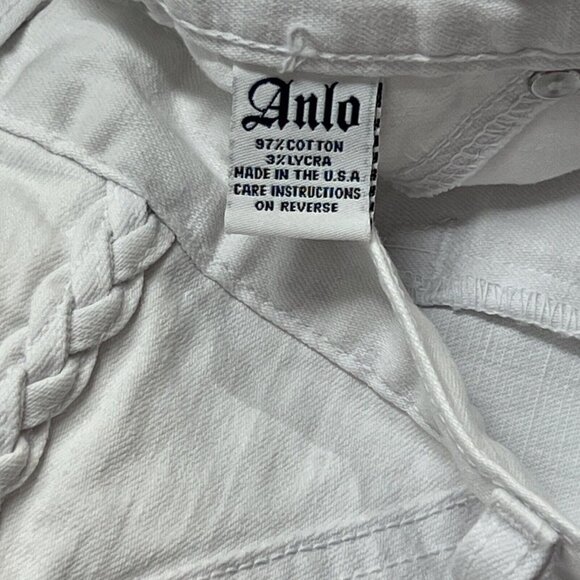 Anlo
97% COTTON
3% LYCRA
MADE IN THE U.S.A
CARE INSTRUCTIONS
ON REVERSE